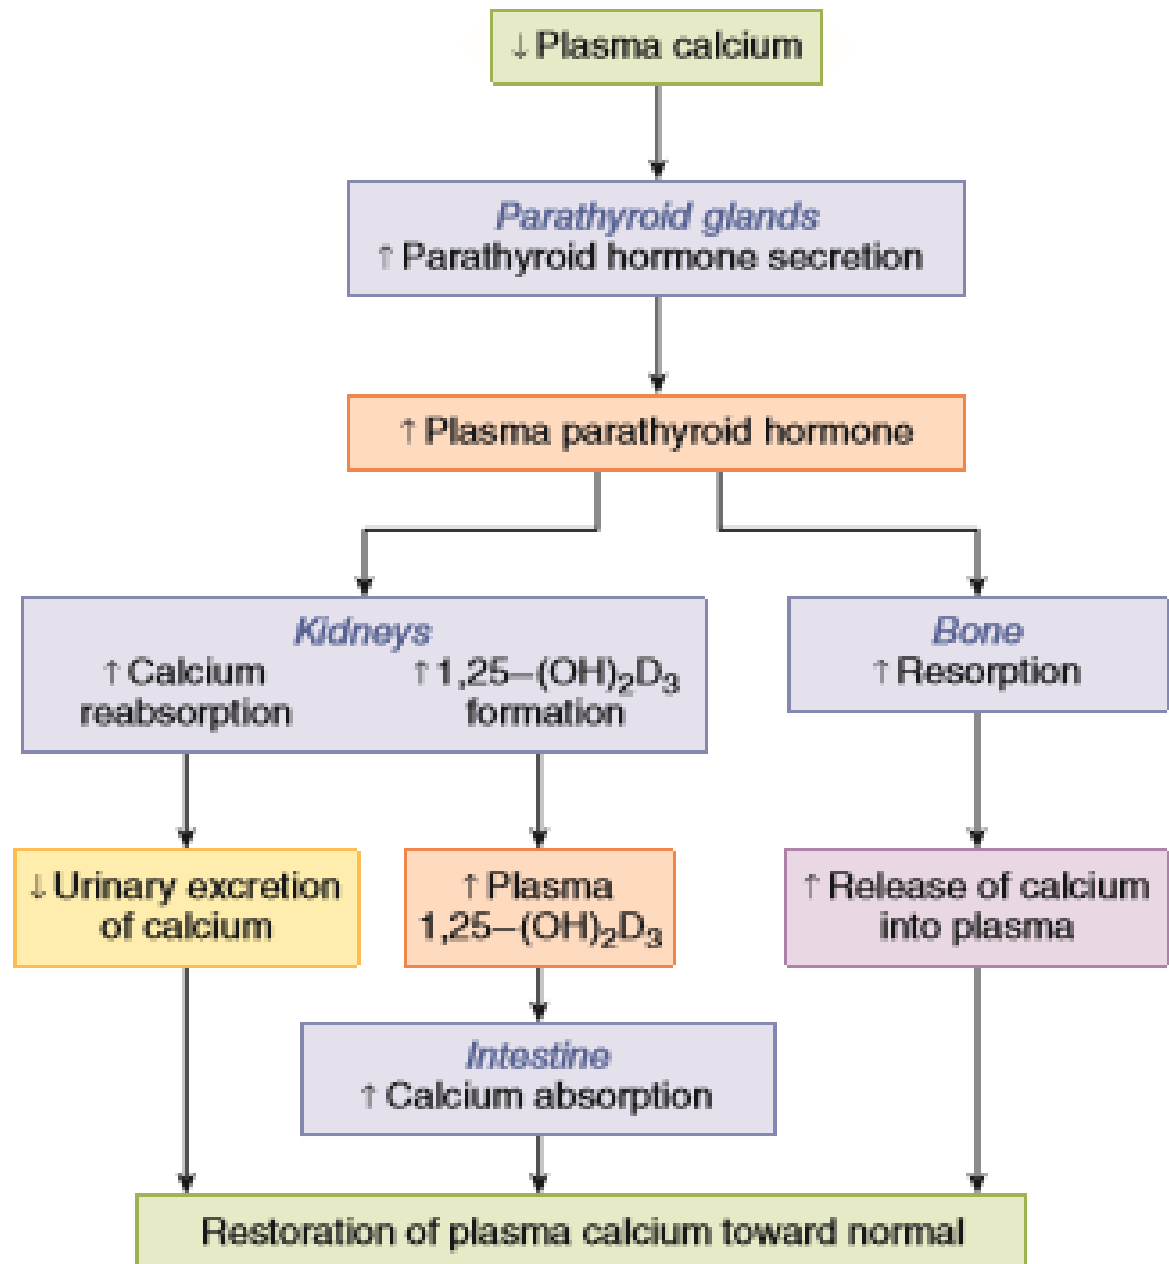 ↓ Plasma calcium
Parathyroid glands
↑ Parathyroid hormone secretion
↑ Plasma parathyroid hormone
Kidneys
↑ Calcium
reabsorption
↑ 1,25–(OH)₂D₃
formation
Bone
↑ Resorption
↓ Urinary excretion
of calcium
↑ Plasma
1,25–(OH)₂D₃
↑ Release of calcium
into plasma
Intestine
↑ Calcium absorption
Restoration of plasma calcium toward normal